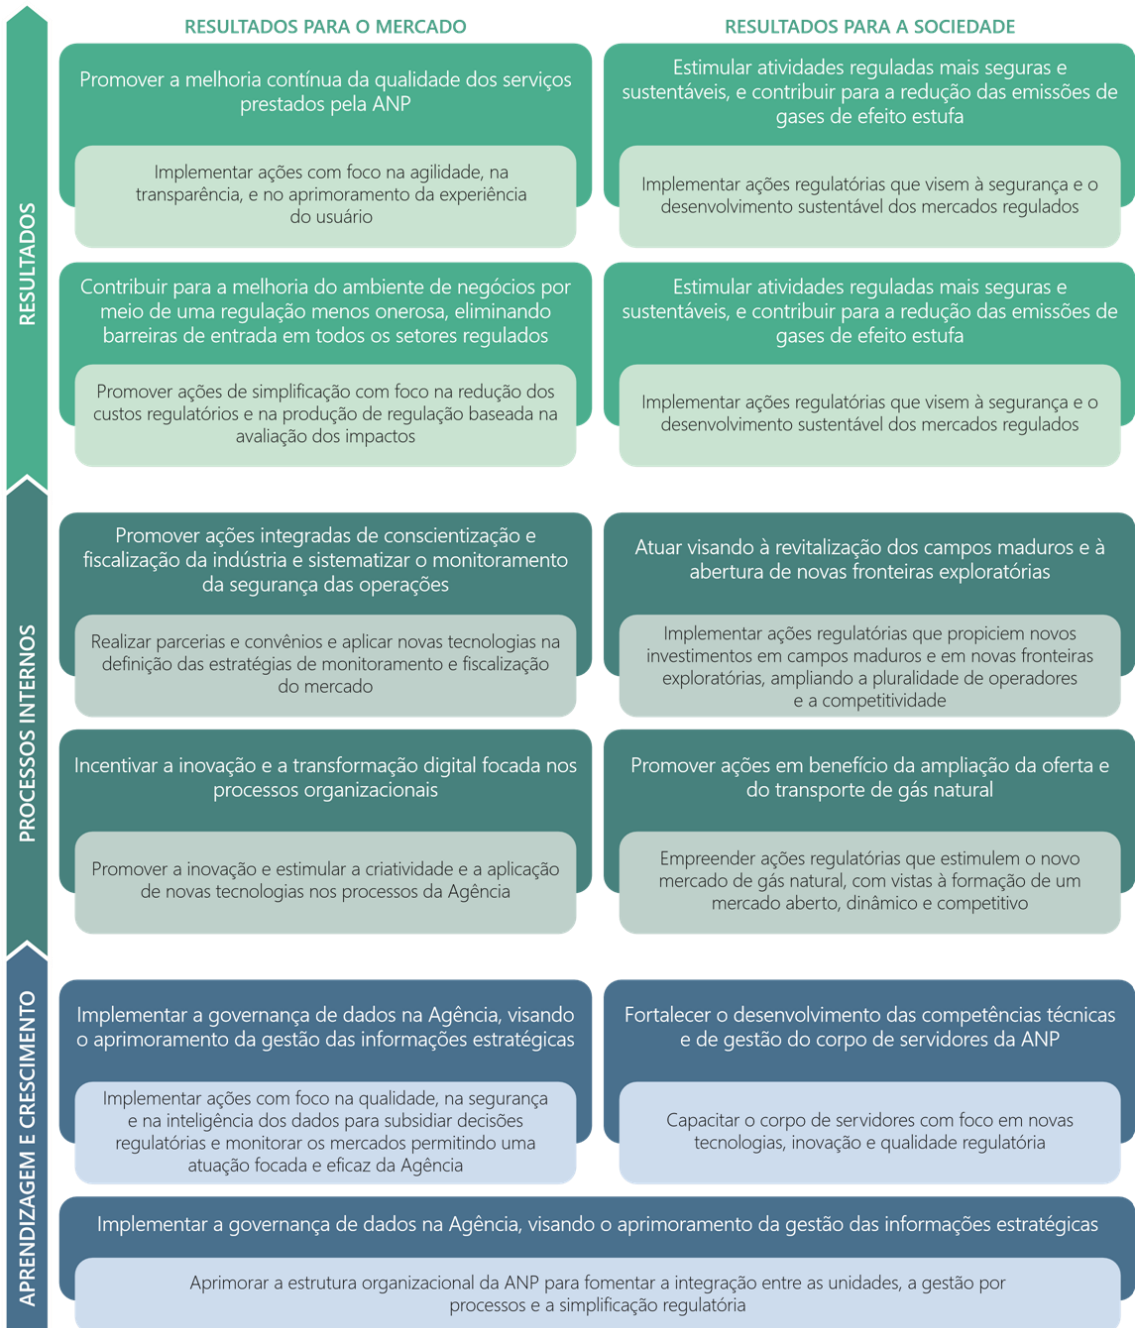 RESULTADOS PARA O MERCADO
RESULTADOS PARA A SOCIEDADE
RESULTADOS
Promover a melhoria contínua da qualidade dos serviços
prestados pela ANP
Implementar ações com foco na agilidade, na
transparência, e no aprimoramento da experiência
do usuário
Estimular atividades reguladas mais seguras e
sustentáveis, e contribuir para a redução das emissões de
gases de efeito estufa
Implementar ações regulatórias que visem à segurança e o
desenvolvimento sustentável dos mercados regulados
Contribuir para a melhoria do ambiente de negócios por
meio de uma regulação menos onerosa, eliminando
barreiras de entrada em todos os setores regulados
Promover ações de simplificação com foco na redução dos
custos regulatórios e na produção de regulação baseada na
avaliação dos impactos
Estimular atividades reguladas mais seguras e
sustentáveis, e contribuir para a redução das emissões de
gases de efeito estufa
Implementar ações regulatórias que visem à segurança e o
desenvolvimento sustentável dos mercados regulados
PROCESSOS INTERNOS
Promover ações integradas de conscientização e
fiscalização da indústria e sistematizar o monitoramento
da segurança das operações
Realizar parcerias e convênios e aplicar novas tecnologias na
definição das estratégias de monitoramento e fiscalização
do mercado
Atuar visando à revitalização dos campos maduros e à
abertura de novas fronteiras exploratórias
Implementar ações regulatórias que propiciem novos
investimentos em campos maduros e em novas fronteiras
exploratórias, ampliando a pluralidade de operadores
e a competitividade
Incentivar a inovação e a transformação digital focada nos
processos organizacionais
Promover a inovação e estimular a criatividade e a aplicação
de novas tecnologias nos processos da Agência
Promover ações em benefício da ampliação da oferta e
do transporte de gás natural
Empreender ações regulatórias que estimulem o novo
mercado de gás natural, com vistas à formação de um
mercado aberto, dinâmico e competitivo
APRENDIZAGEM E CRESCIMENTO
Implementar a governança de dados na Agência, visando
o aprimoramento da gestão das informações estratégicas
Implementar ações com foco na qualidade, na segurança
e na inteligência dos dados para subsidiar decisões
regulatórias e monitorar os mercados permitindo uma
atuação focada e eficaz da Agência
Fortalecer o desenvolvimento das competências técnicas
e de gestão do corpo de servidores da ANP
Capacitar o corpo de servidores com foco em novas
tecnologias, inovação e qualidade regulatória
Implementar a governança de dados na Agência, visando o aprimoramento da gestão das informações estratégicas
Aprimorar a estrutura organizacional da ANP para fomentar a integração entre as unidades, a gestão por
processos e a simplificação regulatória